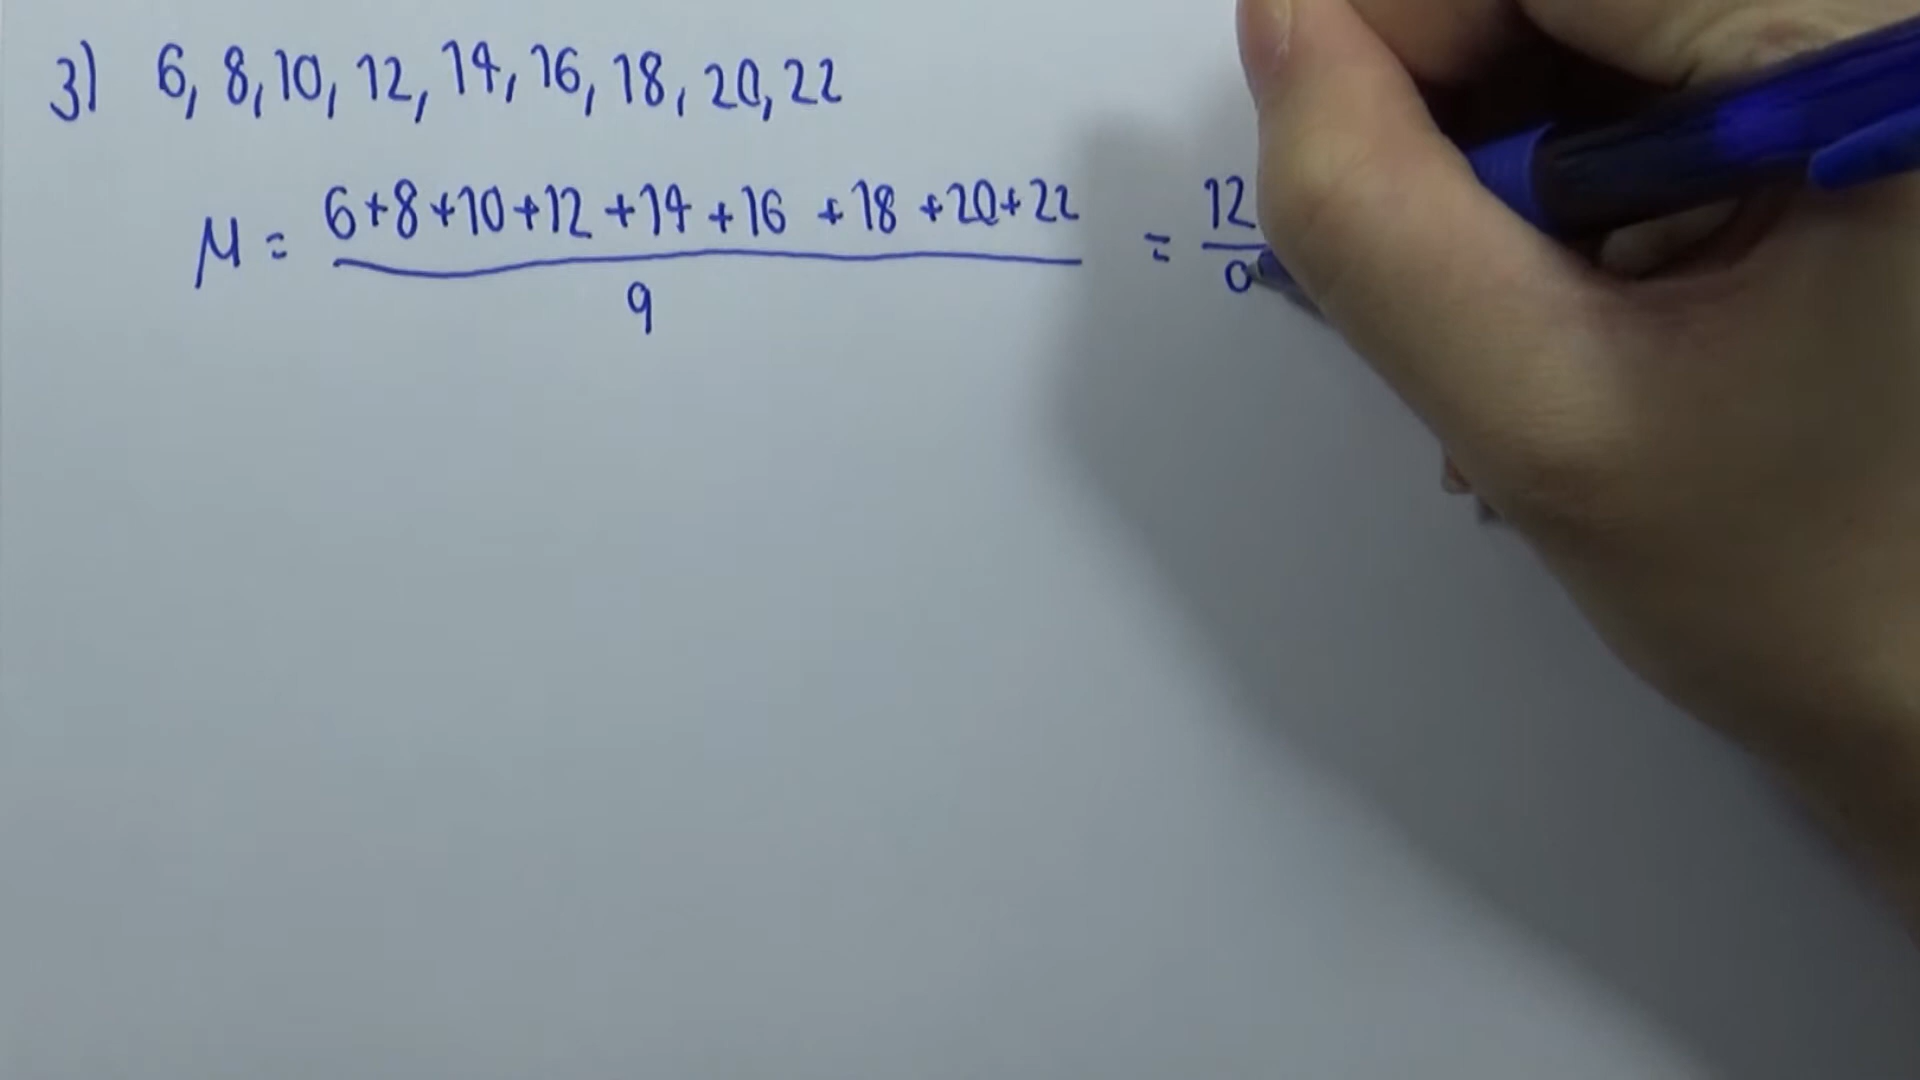 3) 6, 8, 10, 12, 14, 16, 18, 20, 22
μ = 6+8+10+12+14+16+18+20+22 = 12
9